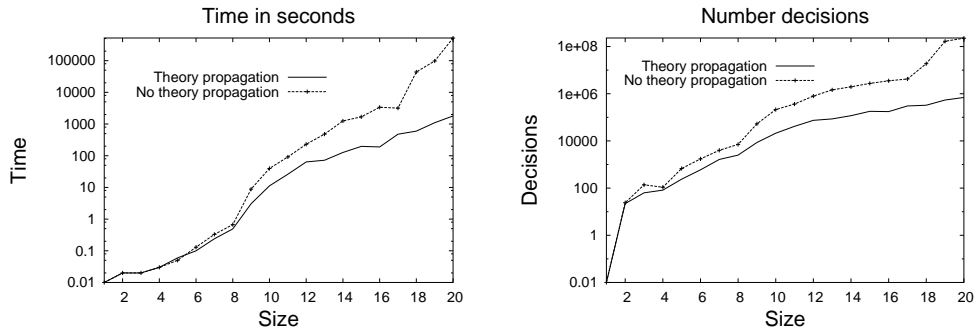 Time in seconds
100000
10000
1000
100
10
1
0.1
0.01
Time
Theory propagation
No theory propagation
2 4 6 8 10 12 14 16 18 20
Size
Number decisions
1e+08
1e+06
10000
100
1
0.01
Decisions
Theory propagation
No theory propagation
2 4 6 8 10 12 14 16 18 20
Size